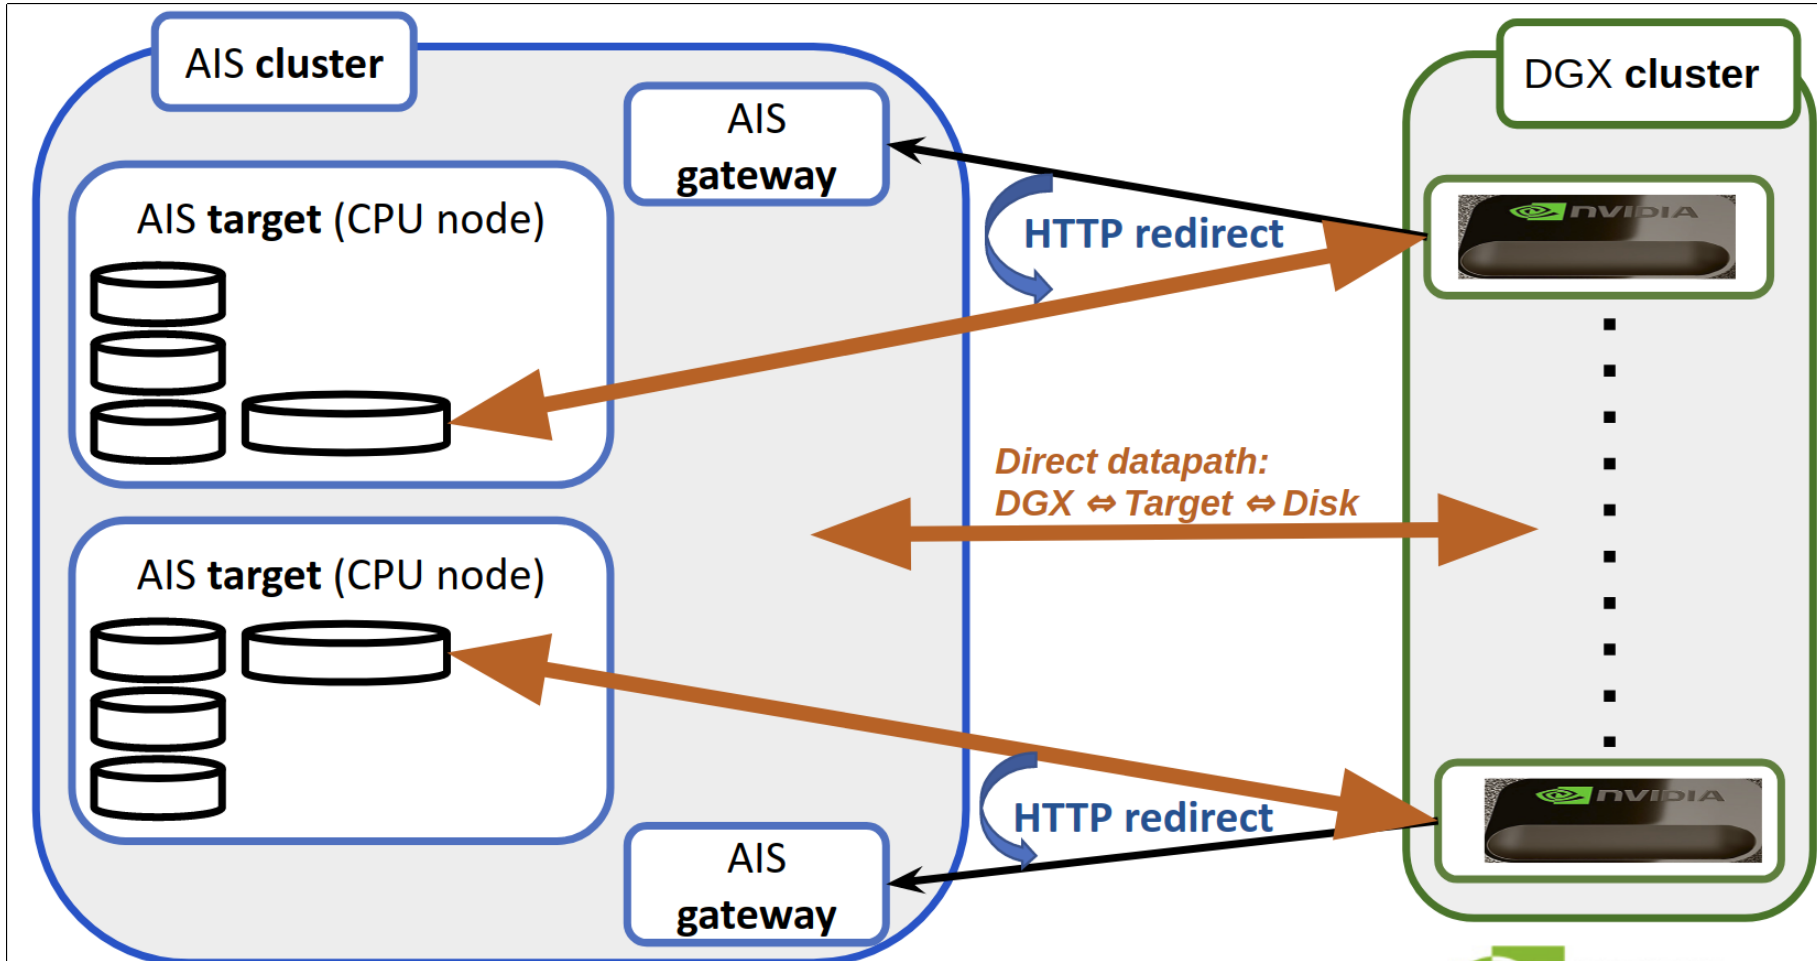 AIS cluster
DGX cluster
AIS
gateway
NVIDIA
AIS target (CPU node)
HTTP redirect
Direct datapath:
DGX ⇔ Target ⇔ Disk
AIS target (CPU node)
NVIDIA
HTTP redirect
AIS
gateway